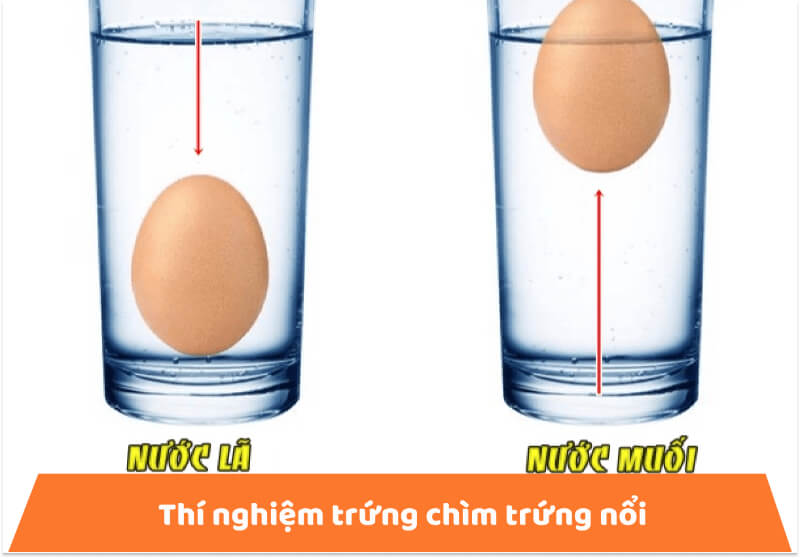 NƯỚC LÃ
NƯỚC MUỐI
Thí nghiệm trứng chìm trứng nổi